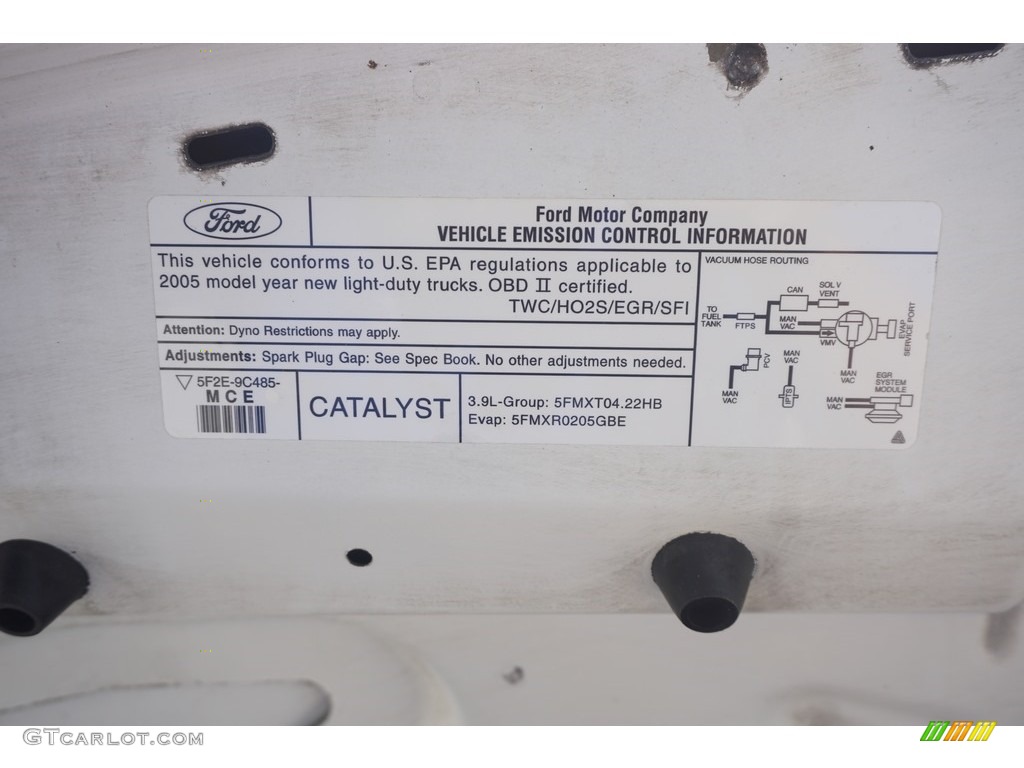 Ford
Ford Motor Company
VEHICLE EMISSION CONTROL INFORMATION
This vehicle conforms to U.S. EPA regulations applicable to
2005 model year new light-duty trucks. OBD II certified.
TWC/HO2S/EGR/SFI
Attention: Dyno Restrictions may apply.
Adjustments: Spark Plug Gap: See Spec Book. No other adjustments needed.
5F2E-9C485-
M C E
CATALYST
3.9L-Group: 5FMXT04.22HB
Evap: 5FMXR0205GBE
VACUUM HOSE ROUTING
TO
FUEL
TANK
FTPS
CAN
SOL V
VENT
MAN
VAC
VMV
EVAP
SERVICE PORT
MAN
VAC
PCV
MAN
VAC
MAN
VAC
IPTS
EGR
SYSTEM
MODULE
MAN
VAC
GTCARLOT.COM